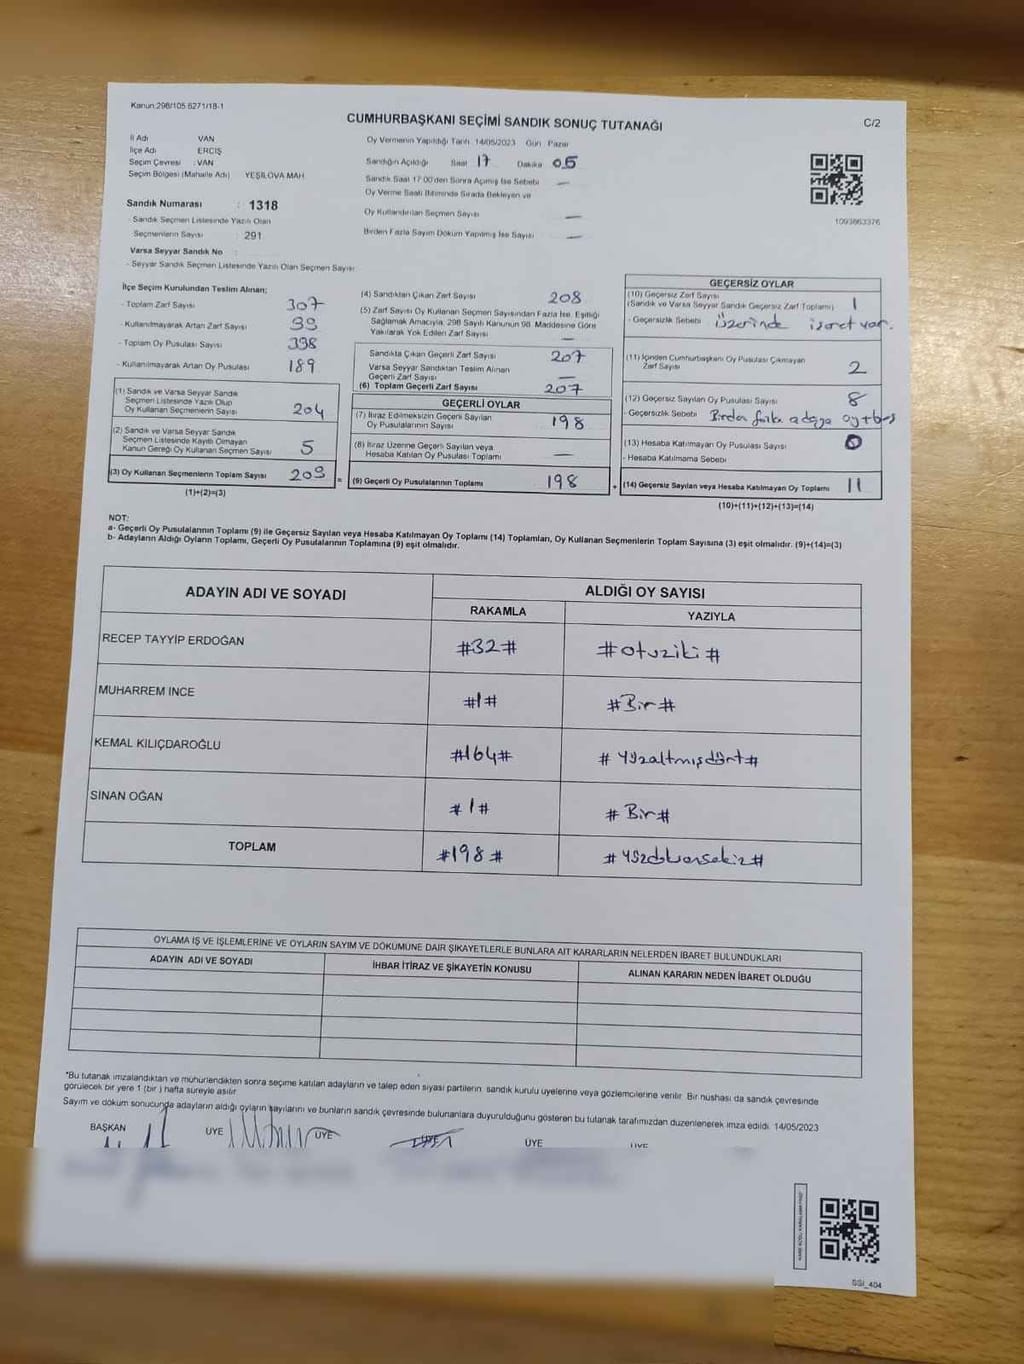 Kanun:298/105 6271/18-1
CUMHURBAŞKANI SEÇİMİ SANDIK SONUÇ TUTANAĞI
C/2
İl Adı VAN
İlçe Adı ERCİŞ
Seçim Çevresi : VAN
Seçim Bölgesi (Mahalle Adı) YEŞİLOVA MAH
Sandık Numarası : 1318
- Sandık Seçmen Listesinde Yazılı Olan
Seçmenlerin Sayısı : 291
Varsa Seyyar Sandık No
- Seyyar Sandık Seçmen Listesinde Yazılı Olan Seçmen Sayısı
Oy Vermenin Yapıldığı Tarih 14/05/2023 Gün Pazar
Sandığın Açıldığı Saat 17 Dakika 05
Sandık Saat 17:00'den Sonra Açılmış İse Sebebi —
Oy Verme Saati Bitiminde Sırada Bekleyen ve
Oy Kullandırılan Seçmen Sayısı —
Birden Fazla Sayım Döküm Yapılmış İse Sayısı —
1093863376
İlçe Seçim Kurulundan Teslim Alınan;
- Toplam Zarf Sayısı 307
- Kullanılmayarak Artan Zarf Sayısı 99
- Toplam Oy Pusulası Sayısı 398
- Kullanılmayarak Artan Oy Pusulası 189
(1) Sandık ve Varsa Seyyar Sandık
Seçmen Listesinde Yazılı Olup
Oy Kullanan Seçmenlerin Sayısı 204
(2) Sandık ve Varsa Seyyar Sandık
Seçmen Listesinde Kayıtlı Olmayan
Kanun Gereği Oy Kullanan Seçmen Sayısı 5
(3) Oy Kullanan Seçmenlerin Toplam Sayısı 209
(1)+(2)=(3)
(4) Sandıktan Çıkan Zarf Sayısı 208
(5) Zarf Sayısı Oy Kullanan Seçmen Sayısından Fazla İse, Eşitliği
Sağlamak Amacıyla, 298 Sayılı Kanunun 98. Maddesine Göre
Yakılarak Yok Edilen Zarf Sayısı —
Sandıkta Çıkan Geçerli Zarf Sayısı 207
Varsa Seyyar Sandıktan Teslim Alınan
Geçerli Zarf Sayısı —
(6) Toplam Geçerli Zarf Sayısı 207
GEÇERLİ OYLAR
(7) İtiraz Edilmeksizin Geçerli Sayılan
Oy Pusulalarının Sayısı 198
(8) İtiraz Üzerine Geçerli Sayılan veya
Hesaba Katılan Oy Pusulası Toplamı —
= (9) Geçerli Oy Pusulalarının Toplamı 198
GEÇERSİZ OYLAR
(10) Geçersiz Zarf Sayısı 1
(Sandık ve Varsa Seyyar Sandık Geçersiz Zarf Toplamı)
- Geçersizlik Sebebi Üzerinde işaret var.
(11) İçinden Cumhurbaşkanı Oy Pusulası Çıkmayan
Zarf Sayısı 2
(12) Geçersiz Sayılan Oy Pusulası Sayısı 8
- Geçersizlik Sebebi Birden fazla adaya oy
(13) Hesaba Katılmayan Oy Pusulası Sayısı 0
- Hesaba Katılmama Sebebi
+ (14) Geçersiz Sayılan veya Hesaba Katılmayan Oy Toplamı 11
(10)+(11)+(12)+(13)=(14)
NOT:
a- Geçerli Oy Pusulalarının Toplamı (9) ile Geçersiz Sayılan veya Hesaba Katılmayan Oy Toplamı (14) Toplamları, Oy Kullanan Seçmenlerin Toplam Sayısına (3) eşit olmalıdır. (9)+(14)=(3)
b- Adayların Aldığı Oyların Toplamı, Geçerli Oy Pusulalarının Toplamına (9) eşit olmalıdır.
ADAYIN ADI VE SOYADI ALDIĞI OY SAYISI
RAKAMLA YAZIYLA
RECEP TAYYİP ERDOĞAN #32# #otuziki#
MUHARREM İNCE #1# #Bir#
KEMAL KILIÇDAROĞLU #164# #Yüzaltmışdört#
SİNAN OĞAN #1# #Bir#
TOPLAM #198# #Yüzdoksansekiz#
OYLAMA İŞ VE İŞLEMLERİNE VE OYLARIN SAYIM VE DÖKÜMÜNE DAİR ŞİKAYETLERLE BUNLARA AİT KARARLARIN NELERDEN İBARET BULUNDUKLARI
ADAYIN ADI VE SOYADI İHBAR İTİRAZ VE ŞİKAYETİN KONUSU ALINAN KARARIN NEDEN İBARET OLDUĞU
*Bu tutanak imzalandıktan ve mühürlendikten sonra seçime katılan adayların ve talep eden siyasi partilerin sandık kurulu üyelerine veya gözlemcilerine verilir. Bir nüshası da sandık çevresinde
görülecek bir yere 1 (bir ) hafta süreyle asılır
Sayım ve döküm sonucunda adayların aldığı oyların sayılarını ve bunların sandık çevresinde bulunanlara duyurulduğunu gösteren bu tutanak tarafımızdan düzenlenerek imza edildi. 14/05/2023
BAŞKAN ÜYE ÜYE ÜYE ÜYE ÜYE
SSI_404